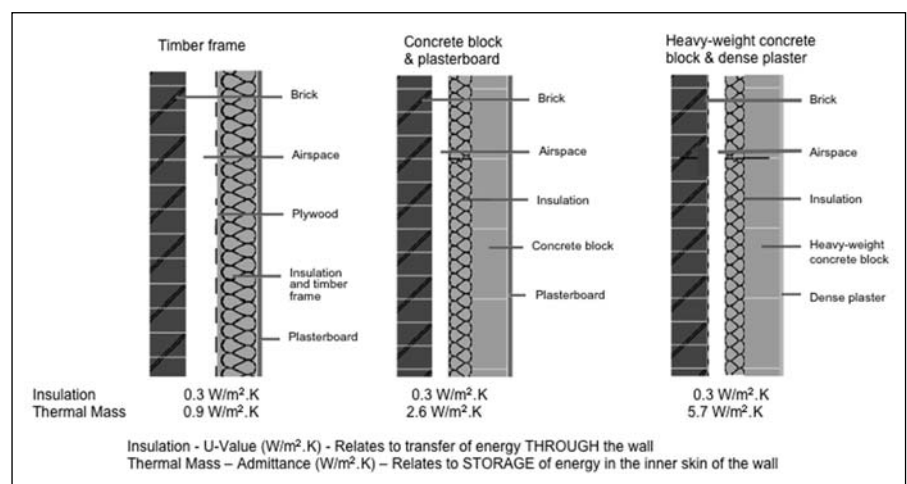 Timber frame
Brick
Airspace
Plywood
Insulation
and timber
frame
Plasterboard
Concrete block
& plasterboard
Brick
Airspace
Insulation
Concrete block
Plasterboard
Heavy-weight concrete
block & dense plaster
Brick
Airspace
Insulation
Heavy-weight
concrete block
Dense plaster
Insulation 0.3 W/m².K 0.3 W/m².K 0.3 W/m².K
Thermal Mass 0.9 W/m².K 2.6 W/m².K 5.7 W/m².K
Insulation - U-Value (W/m².K) - Relates to transfer of energy THROUGH the wall
Thermal Mass – Admittance (W/m².K) – Relates to STORAGE of energy in the inner skin of the wall